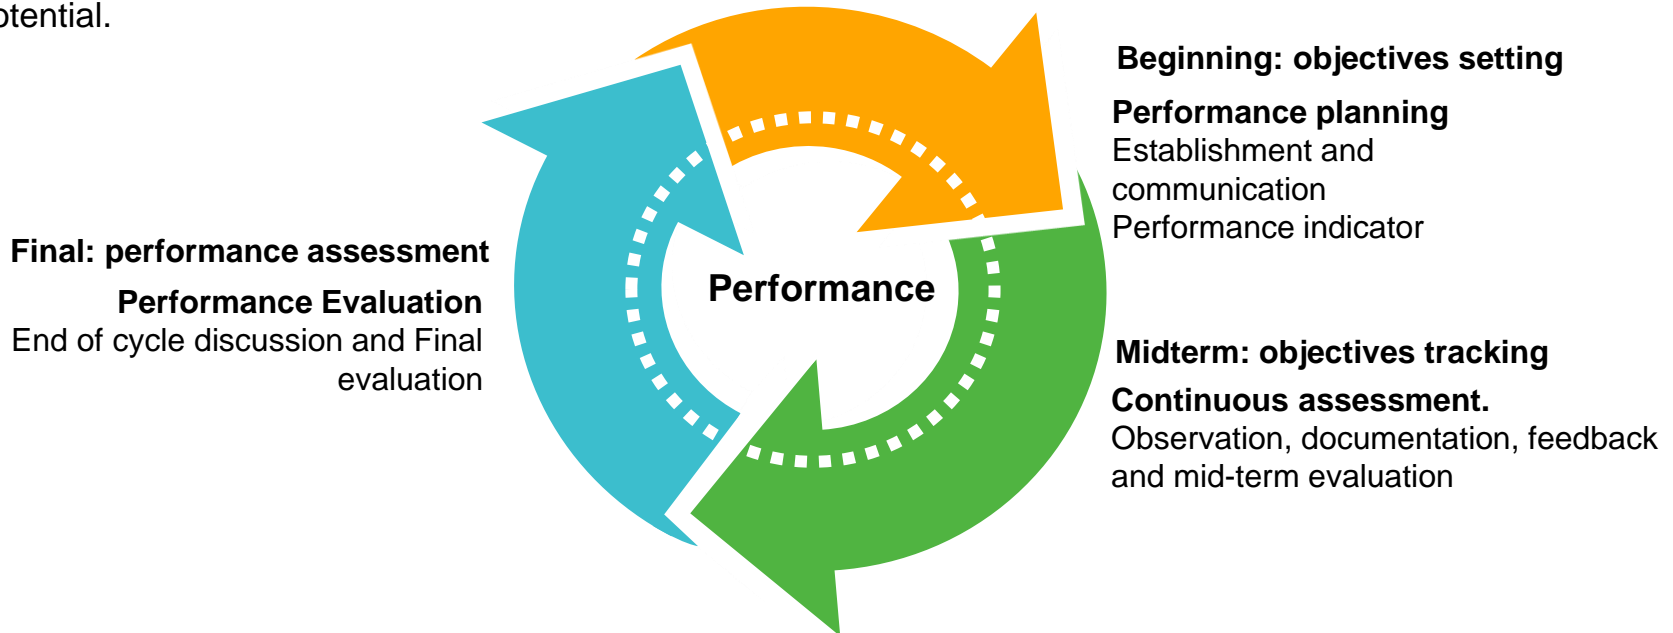 otential.
Beginning: objectives setting
Performance planning
Establishment and
communication
Performance indicator
Final: performance assessment
Performance Evaluation
End of cycle discussion and Final
evaluation
Performance
Midterm: objectives tracking
Continuous assessment.
Observation, documentation, feedback
and mid-term evaluation